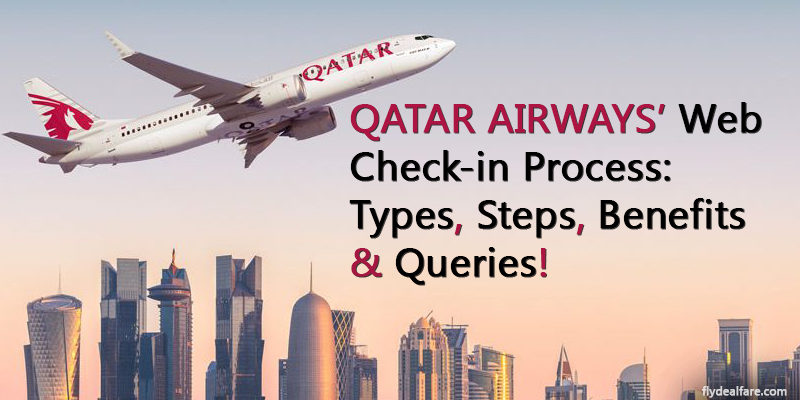 QATAR
QATAR AIRWAYS’ Web
Check-in Process:
Types, Steps, Benefits
& Queries!
flydealfare.com